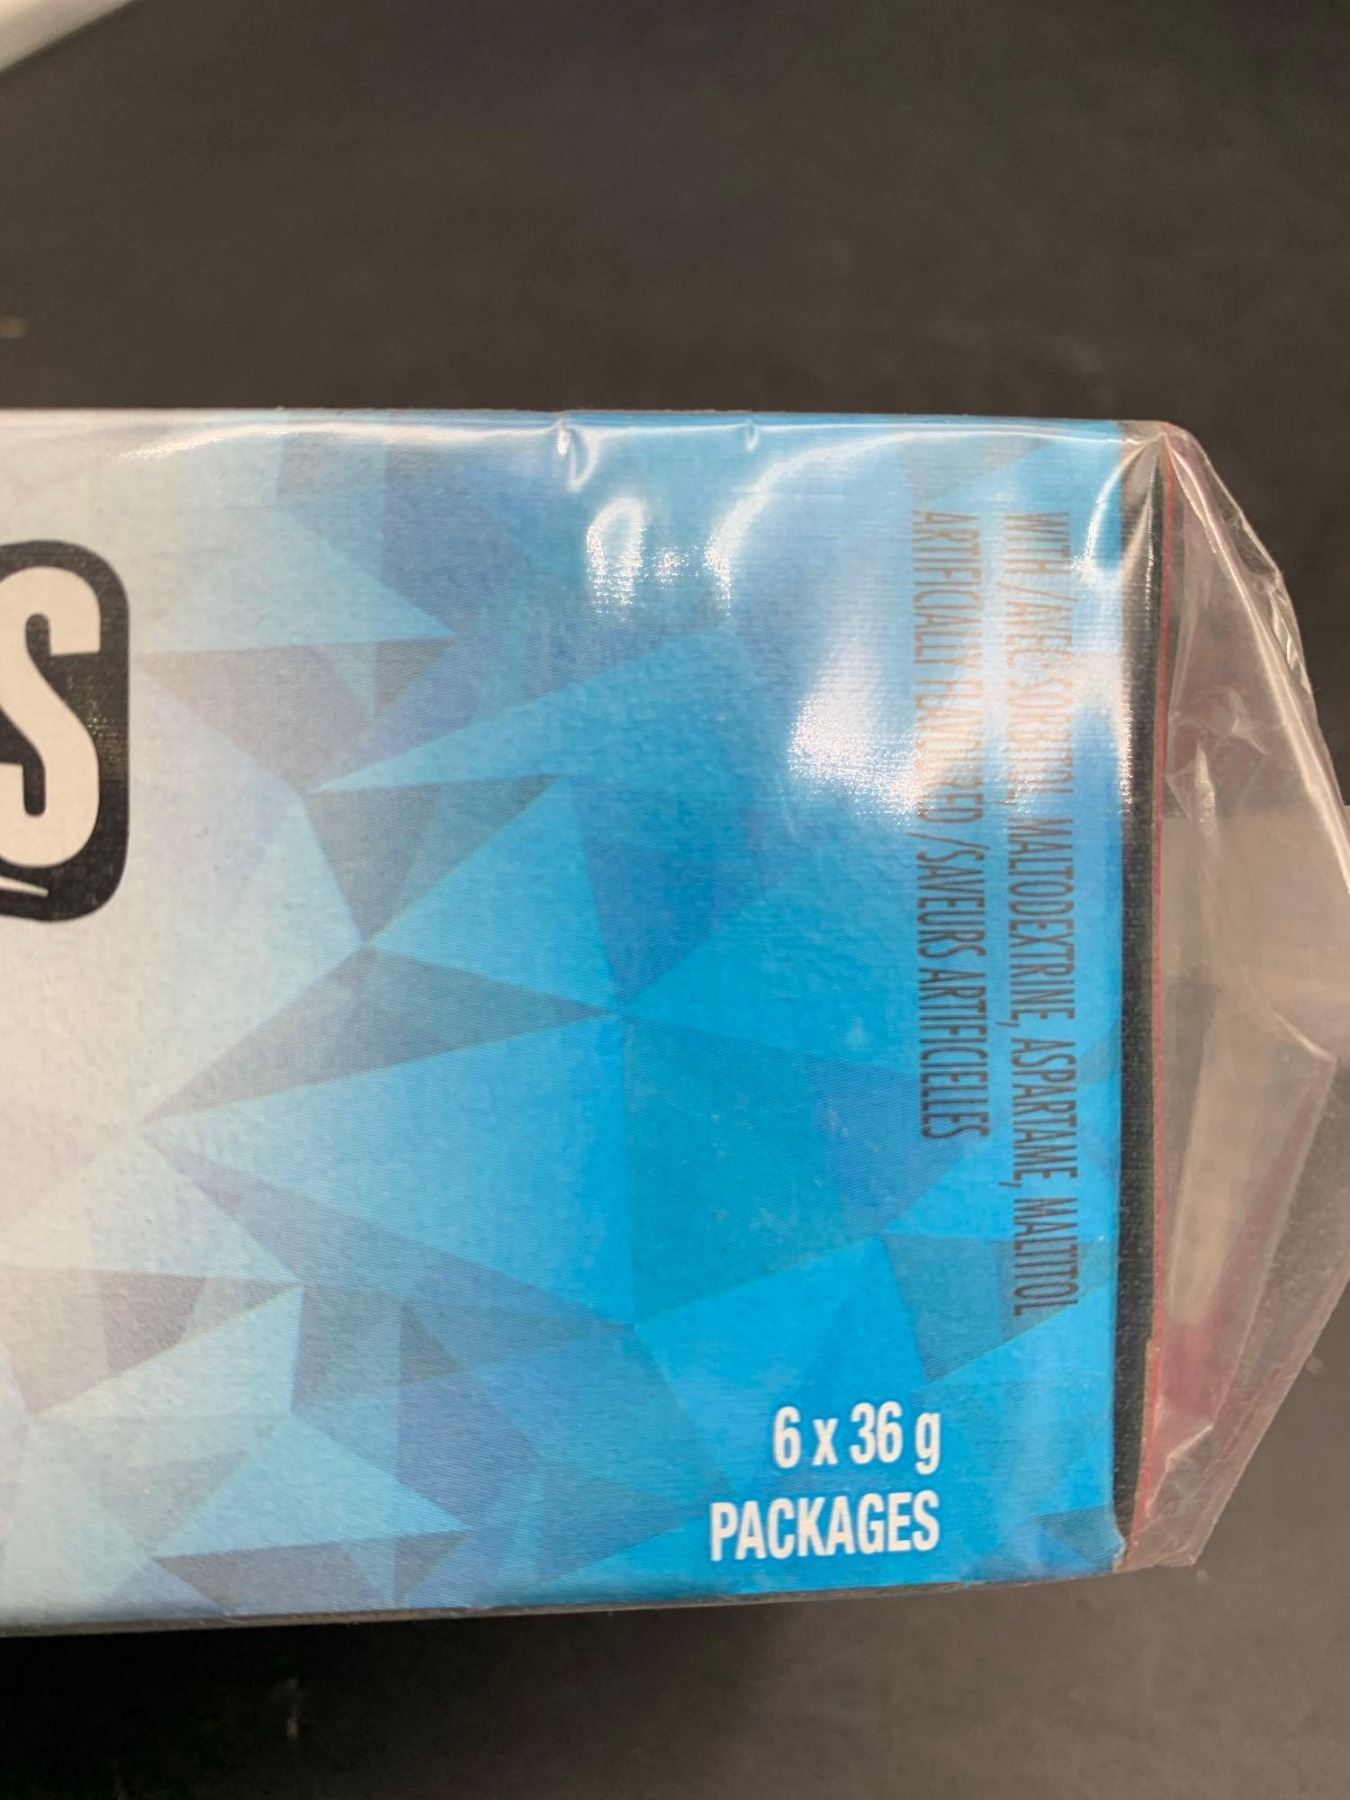 S
WITH/AVEC SORBITOL, MALTODEXTRINE, ASPARTAME, MALTITOL
ARTIFICIALLY FLAVOURED/SAVEURS ARTIFICIELLES
6 x 36 g
PACKAGES